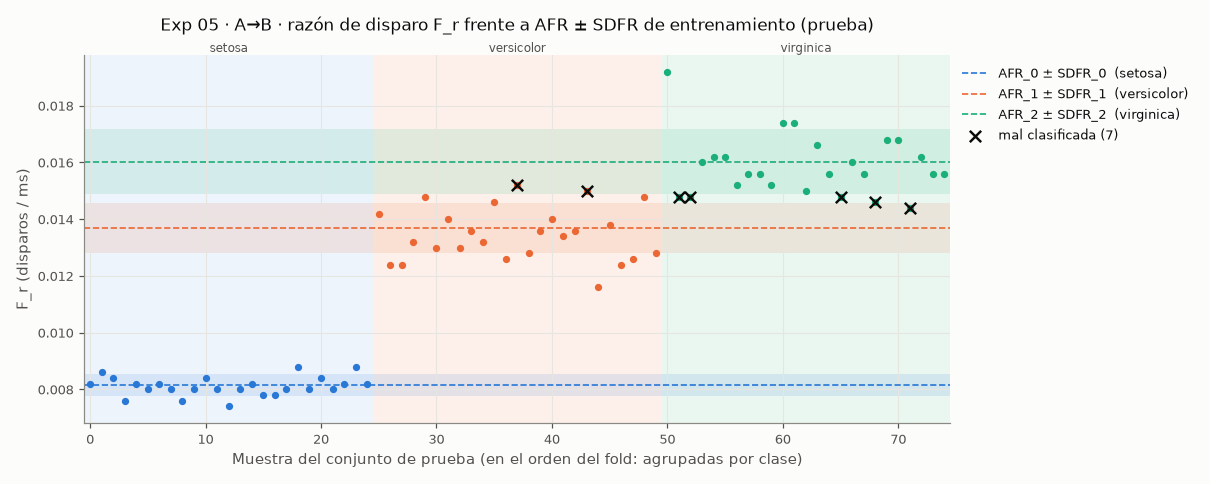 Exp 05 · A→B · razón de disparo F_r frente a AFR ± SDFR de entrenamiento (prueba)
setosa
versicolor
virginica
AFR_0 ± SDFR_0 (setosa)
AFR_1 ± SDFR_1 (versicolor)
AFR_2 ± SDFR_2 (virginica)
mal clasificada (7)
F_r (disparos / ms)
0.018
0.016
0.014
0.012
0.010
0.008
0
10
20
30
40
50
60
70
Muestra del conjunto de prueba (en el orden del fold: agrupadas por clase)